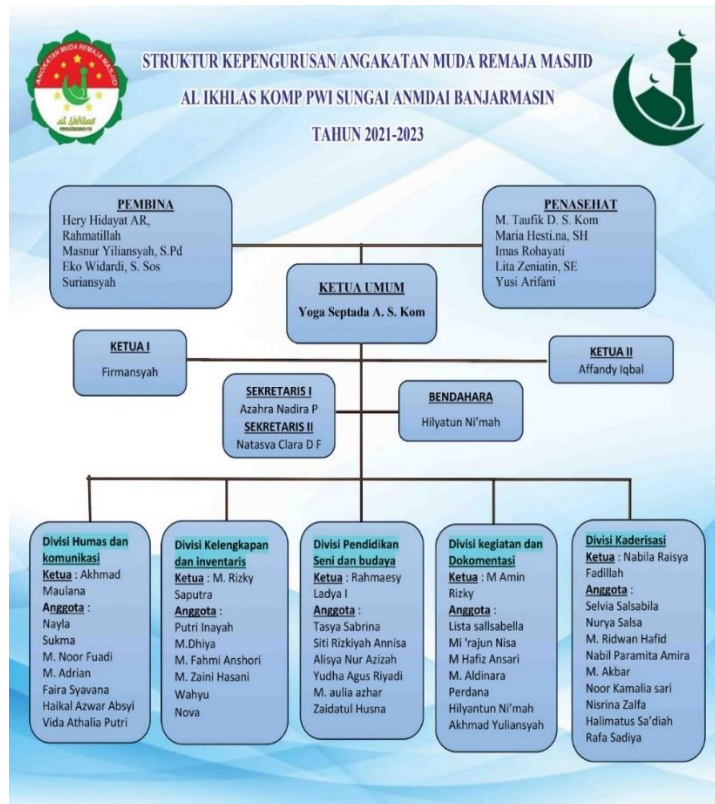 ANGKATAN MUDA REMAJA MASJID
al ikhlas
STRUKTUR KEPENGURUSAN ANGAKATAN MUDA REMAJA MASJID
AL IKHLAS KOMP PWI SUNGAI ANMDAI BANJARMASIN
TAHUN 2021-2023
PEMBINA
Hery Hidayat AR,
Rahmatillah
Masnur Yiliansyah, S.Pd
Eko Widardi, S. Sos
Suriansyah
PENASEHAT
M. Taufik D. S. Kom
Maria Hesti.na, SH
Imas Rohayati
Lita Zeniatin, SE
Yusi Arifani
KETUA UMUM
Yoga Septada A. S. Kom
KETUA I
Firmansyah
KETUA II
Affandy Iqbal
SEKRETARIS I
Azahra Nadira P
SEKRETARIS II
Natasva Clara D F
BENDAHARA
Hilyatun Ni’mah
Divisi Humas dan
komunikasi
Ketua : Akhmad
Maulana
Anggota :
Nayla
Sukma
M. Noor Fuadi
M. Adrian
Faira Syavana
Haikal Azwar Absyi
Vida Athalia Putri
Divisi Kelengkapan
dan inventaris
Ketua : M. Rizky
Saputra
Anggota :
Putri Inayah
M.Dhiya
M. Fahmi Anshori
M. Zaini Hasani
Wahyu
Nova
Divisi Pendidikan
Seni dan budaya
Ketua : Rahmaesy
Ladya I
Anggota :
Tasya Sabrina
Siti Rizkiyah Annisa
Alisya Nur Azizah
Yudha Agus Riyadi
M. aulia azhar
Zaidatul Husna
Divisi kegiatan dan
Dokomentasi
Ketua : M Amin
Rizky
Anggota :
Lista sallsabella
Mi 'rajun Nisa
M Hafiz Ansari
M. Aldinara
Perdana
Hilyantun Ni’mah
Akhmad Yuliansyah
Divisi Kaderisasi
Ketua : Nabila Raisya
Fadillah
Anggota :
Selvia Salsabila
Nurya Salsa
M. Ridwan Hafid
Nabil Paramita Amira
M. Akbar
Noor Kamalia sari
Nisrina Zalfa
Halimatus Sa’diah
Rafa Sadiya